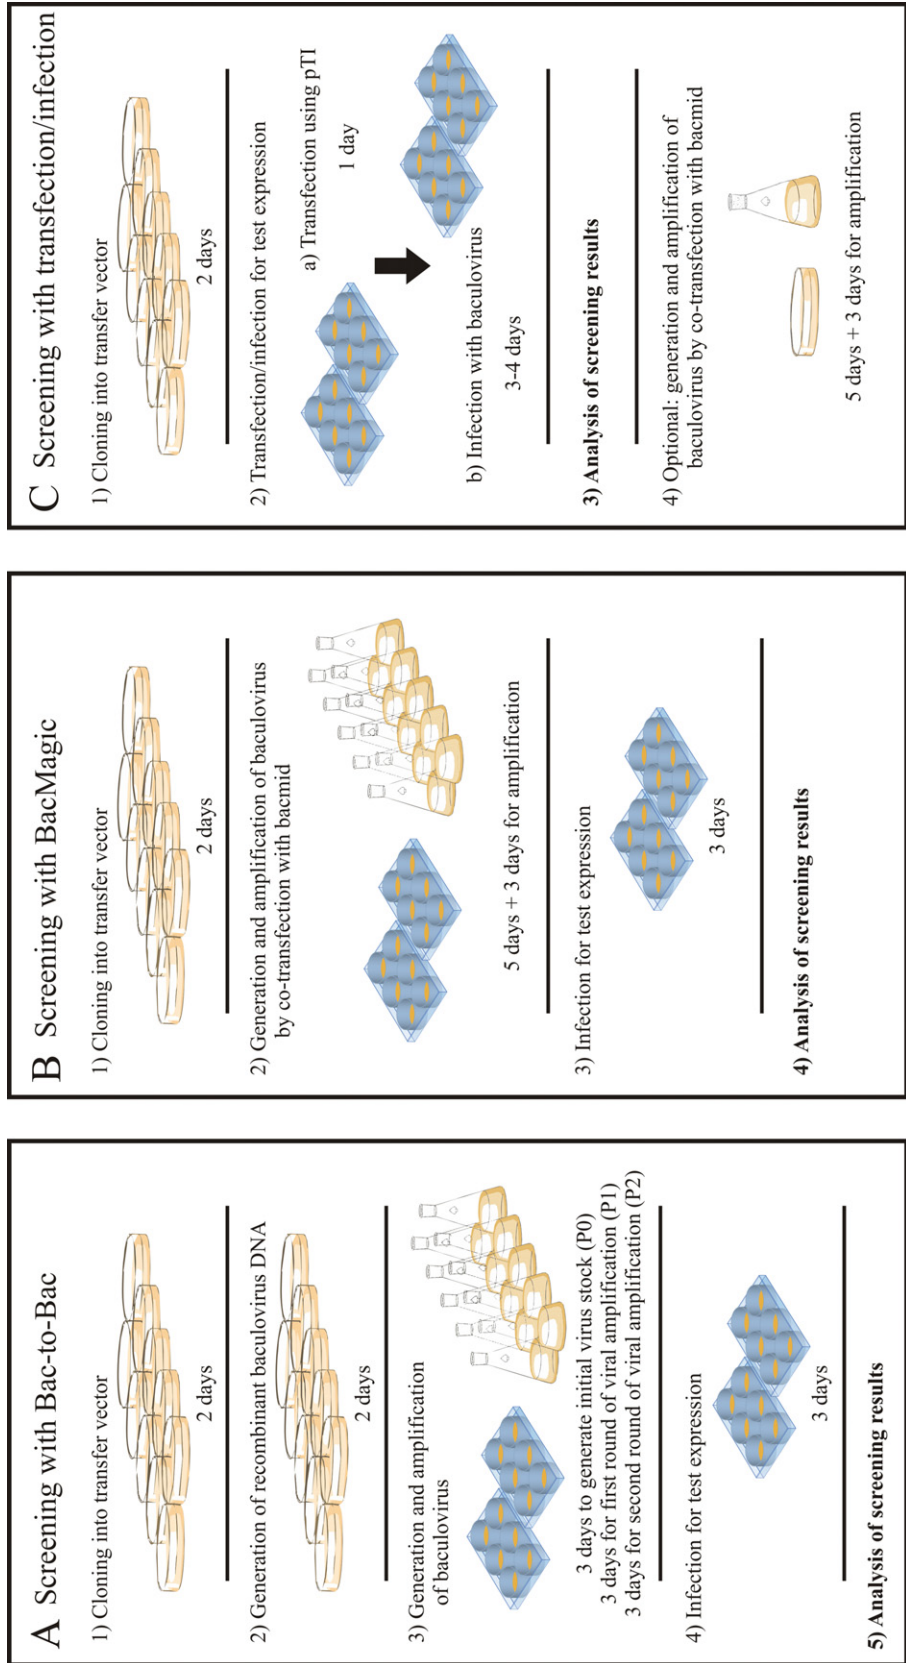 A Screening with Bac-to-Bac
1) Cloning into transfer vector
2 days
2) Generation of recombinant baculovirus DNA
2 days
3) Generation and amplification
of baculovirus
3 days to generate initial virus stock (P0)
3 days for first round of viral amplification (P1)
3 days for second round of viral amplification (P2)
4) Infection for test expression
3 days
5) Analysis of screening results
B Screening with BacMagic
1) Cloning into transfer vector
2 days
2) Generation and amplification of baculovirus
by co-transfection with bacmid
5 days + 3 days for amplification
3) Infection for test expression
3 days
4) Analysis of screening results
C Screening with transfection/infection
1) Cloning into transfer vector
2 days
2) Transfection/infection for test expression
a) Transfection using pTI
1 day
b) Infection with baculovirus
3-4 days
3) Analysis of screening results
4) Optional: generation and amplification of
baculovirus by co-transfection with bacmid
5 days + 3 days for amplification